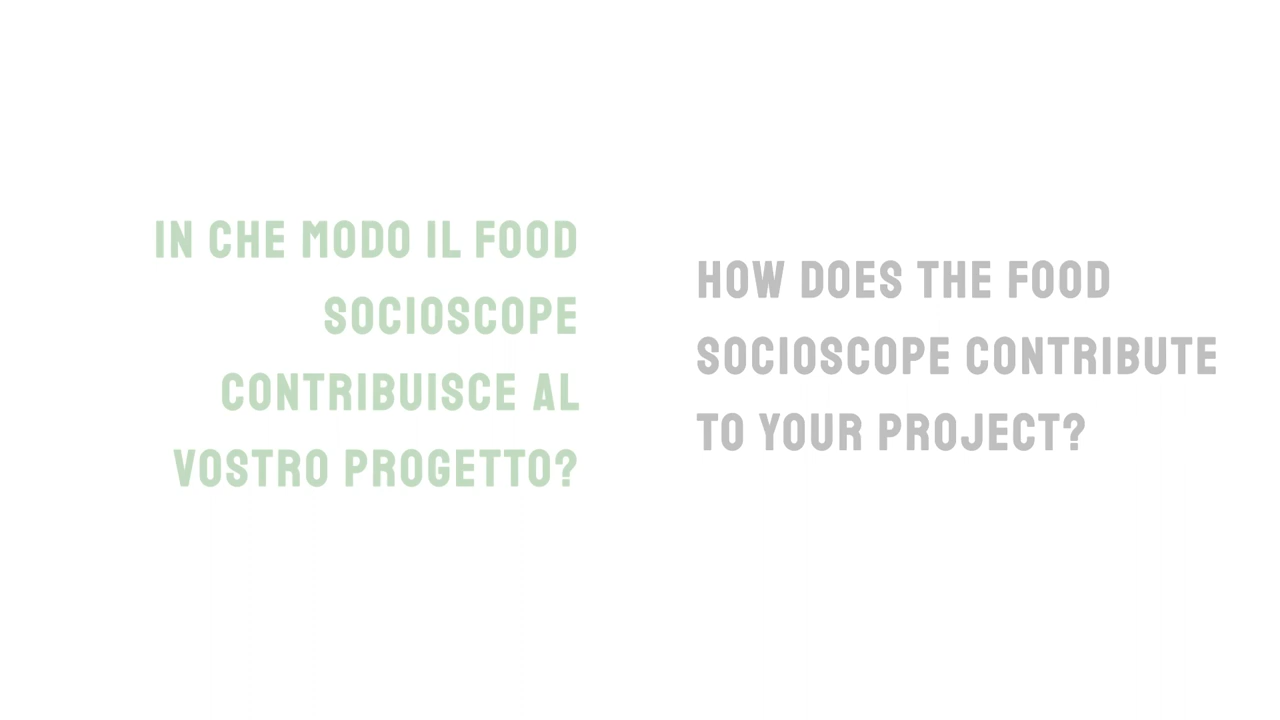 IN CHE MODO IL FOOD
SOCIOSCOPE
CONTRIBUISCE AL
VOSTRO PROGETTO?
HOW DOES THE FOOD
SOCIOSCOPE CONTRIBUTE
TO YOUR PROJECT?